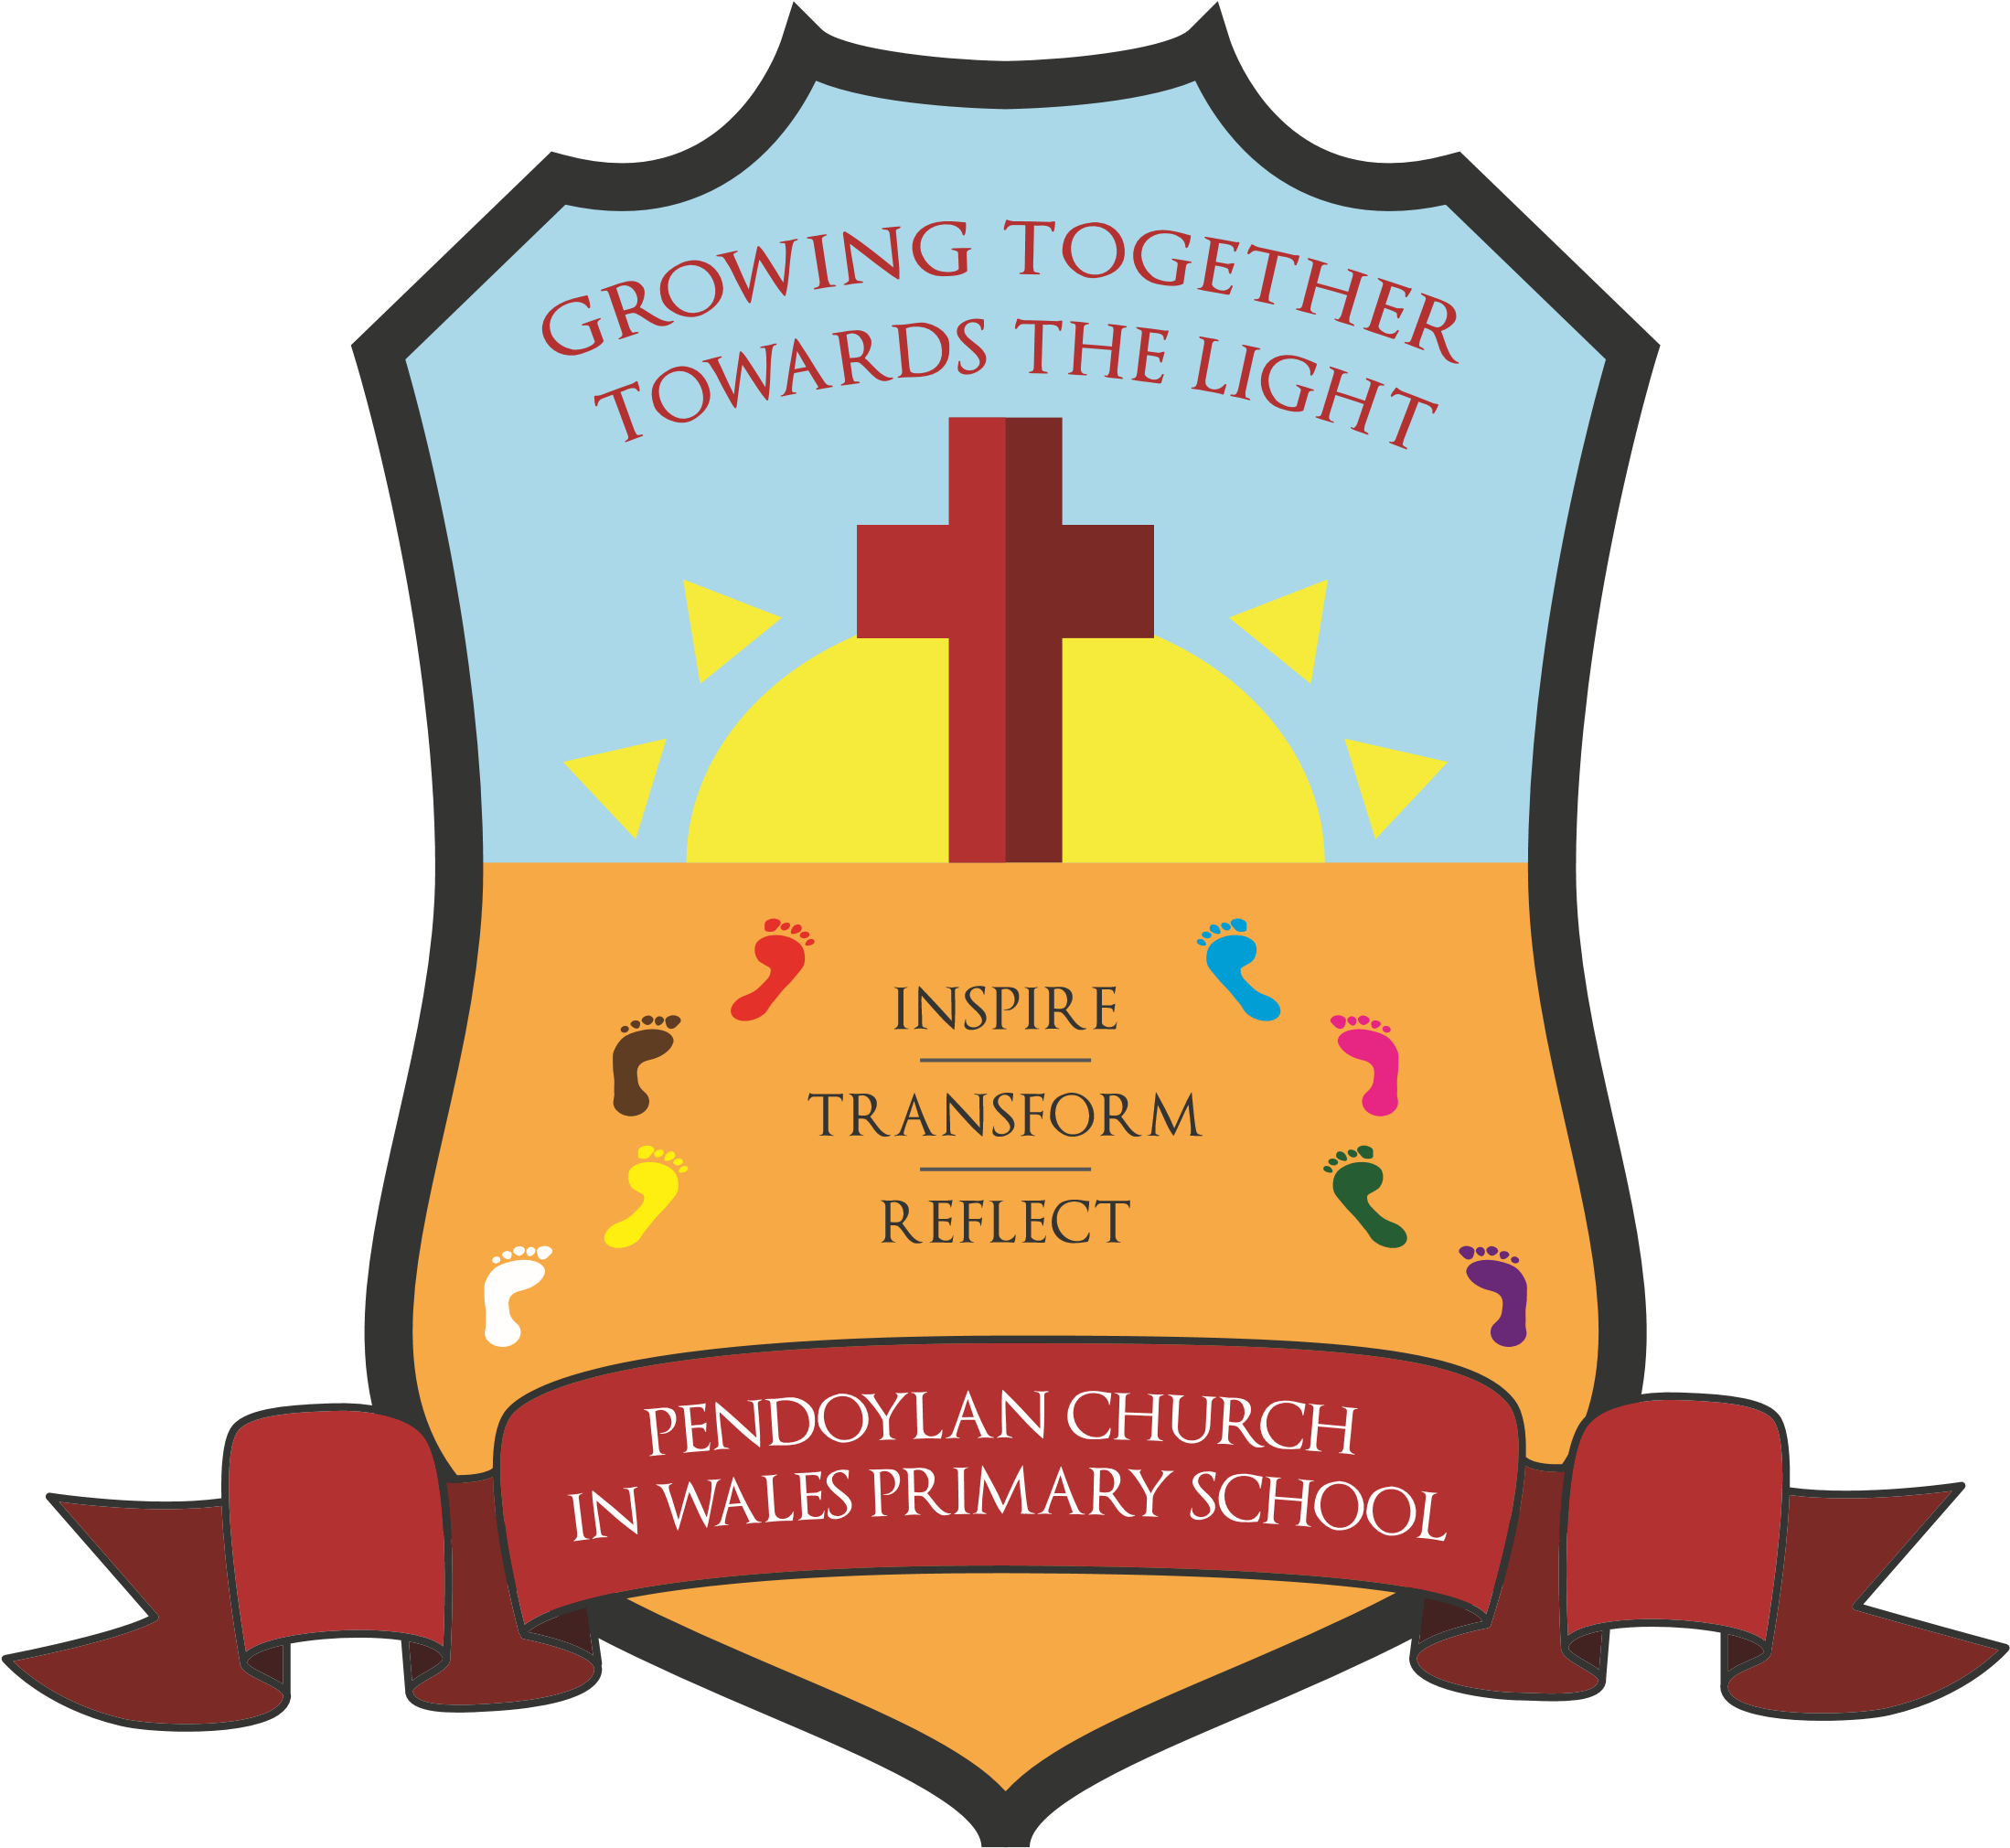 GROWING TOGETHER
TOWARDS THE LIGHT
INSPIRE
TRANSFORM
REFLECT
PENDOYLAN CHURCH
IN WALES PRIMARY SCHOOL